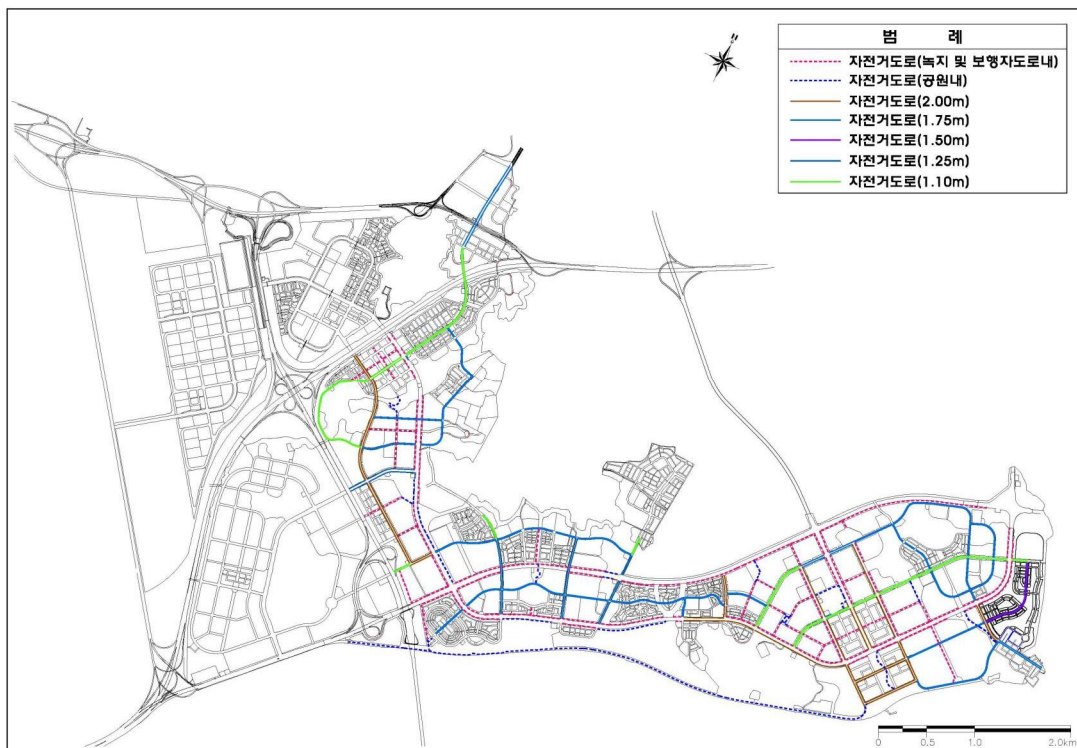 N
범 례
자전거도로(녹지 및 보행자도로내)
자전거도로(공원내)
자전거도로(2.00m)
자전거도로(1.75m)
자전거도로(1.50m)
자전거도로(1.25m)
자전거도로(1.10m)
0 0.5 1.0 2.0km